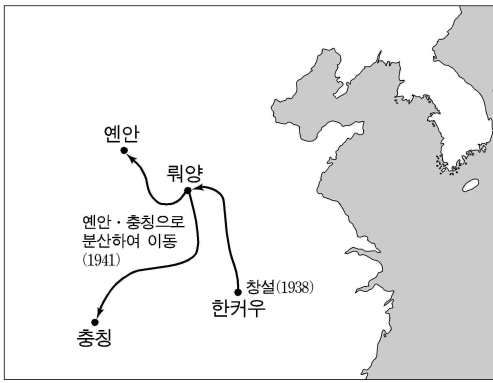 옌안
뤄양
옌안·충칭으로
분산하여 이동
(1941)
창설(1938)
한커우
충칭